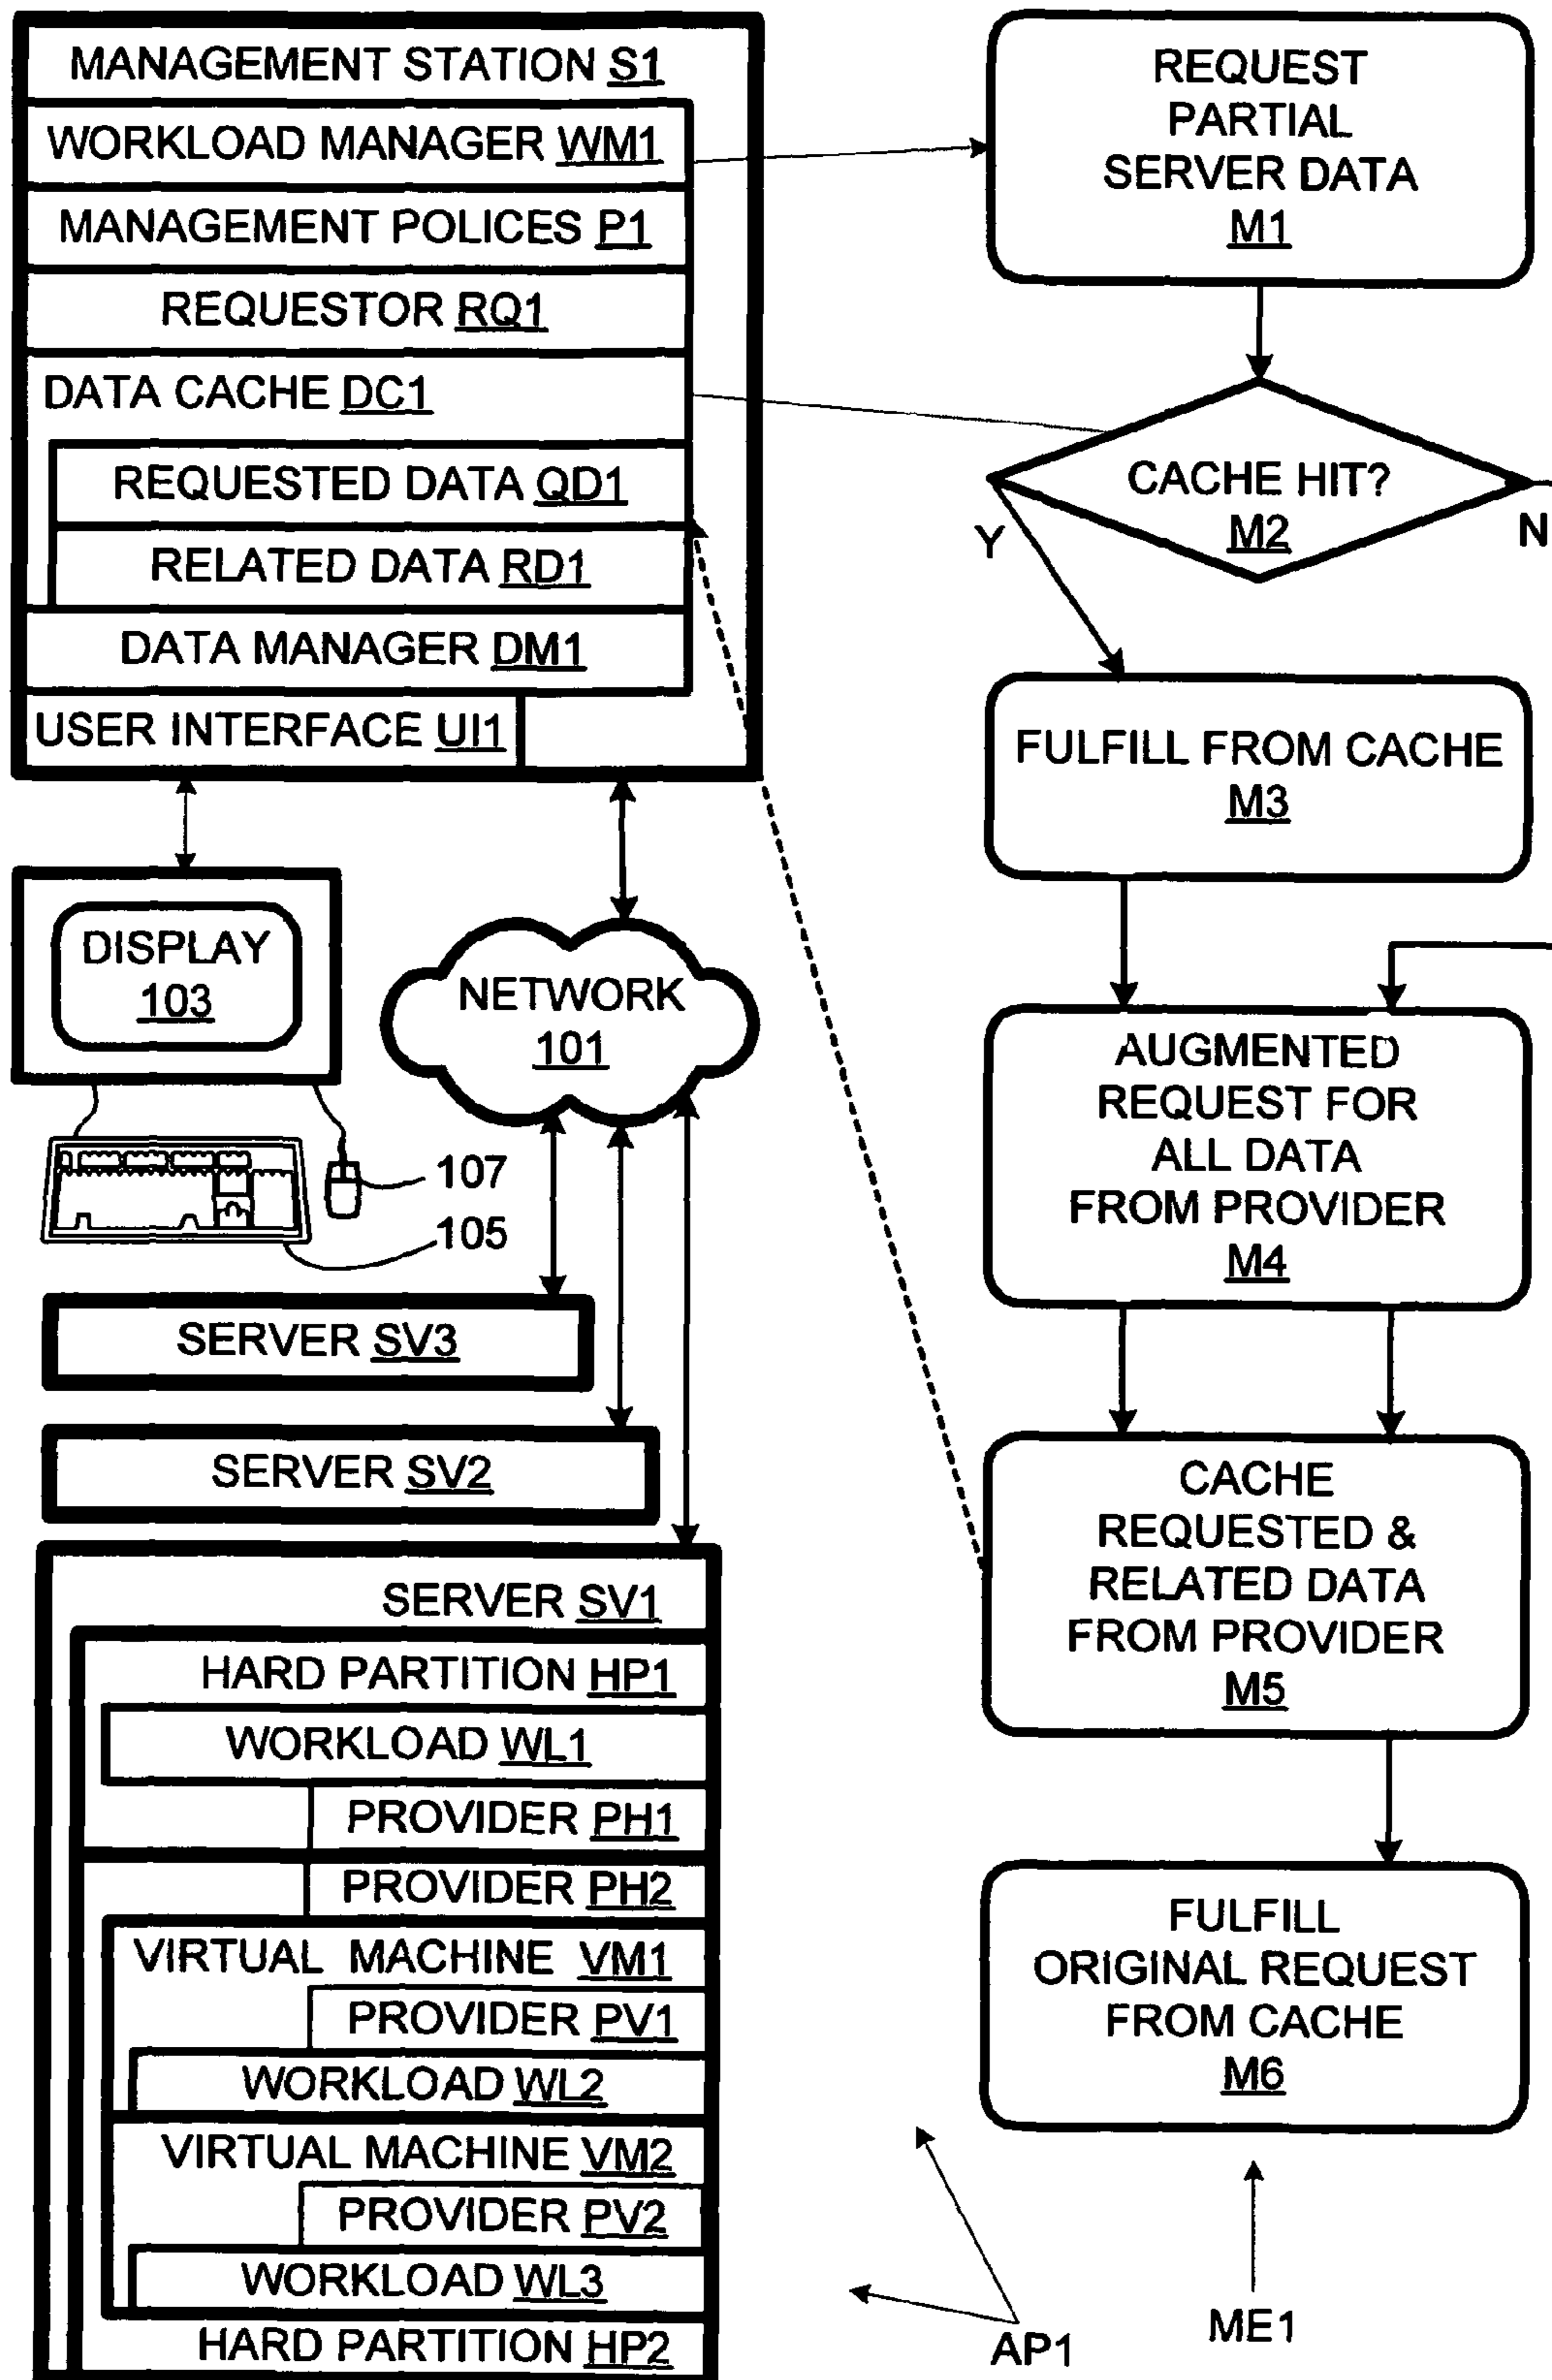 MANAGEMENT STATION S1
WORKLOAD MANAGER WM1
MANAGEMENT POLICES P1
REQUESTOR RQ1
DATA CACHE DC1
REQUESTED DATA QD1
RELATED DATA RD1
DATA MANAGER DM1
USER INTERFACE UI1
DISPLAY
103
NETWORK
101
107
105
SERVER SV3
SERVER SV2
SERVER SV1
HARD PARTITION HP1
WORKLOAD WL1
PROVIDER PH1
PROVIDER PH2
VIRTUAL MACHINE VM1
PROVIDER PV1
WORKLOAD WL2
VIRTUAL MACHINE VM2
PROVIDER PV2
WORKLOAD WL3
HARD PARTITION HP2
REQUEST
PARTIAL
SERVER DATA
M1
CACHE HIT?
M2
Y
N
FULFILL FROM CACHE
M3
AUGMENTED
REQUEST FOR
ALL DATA
FROM PROVIDER
M4
CACHE
REQUESTED &
RELATED DATA
FROM PROVIDER
M5
FULFILL
ORIGINAL REQUEST
FROM CACHE
M6
AP1
ME1